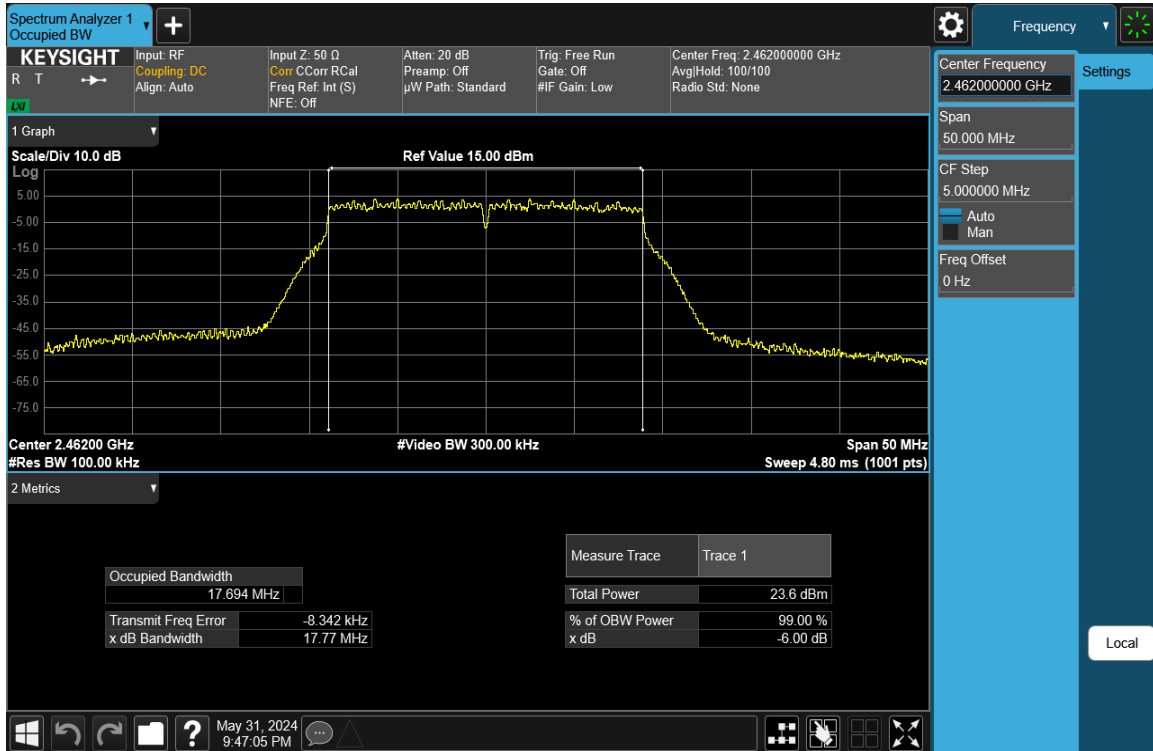 Spectrum Analyzer 1
Occupied BW
Frequency
KEYSIGHT
R T
LXI
Input: RF
Coupling: DC
Align: Auto
Input Z: 50 Ω
Corr CCorr RCal
Freq Ref: Int (S)
NFE: Off
Atten: 20 dB
Preamp: Off
µW Path: Standard
Trig: Free Run
Gate: Off
#IF Gain: Low
Center Freq: 2.462000000 GHz
Avg|Hold: 100/100
Radio Std: None
Center Frequency
2.462000000 GHz
Settings
Span
50.000 MHz
CF Step
5.000000 MHz
Auto
Man
Freq Offset
0 Hz
Local
1 Graph
Scale/Div 10.0 dB
Ref Value 15.00 dBm
Log
5.00
-5.00
-15.0
-25.0
-35.0
-45.0
-55.0
-65.0
-75.0
Center 2.46200 GHz
#Video BW 300.00 kHz
Span 50 MHz
#Res BW 100.00 kHz
Sweep 4.80 ms (1001 pts)
2 Metrics
Occupied Bandwidth
17.694 MHz
Transmit Freq Error -8.342 kHz
x dB Bandwidth 17.77 MHz
Measure Trace Trace 1
Total Power 23.6 dBm
% of OBW Power 99.00 %
x dB -6.00 dB
?
May 31, 2024
9:47:05 PM